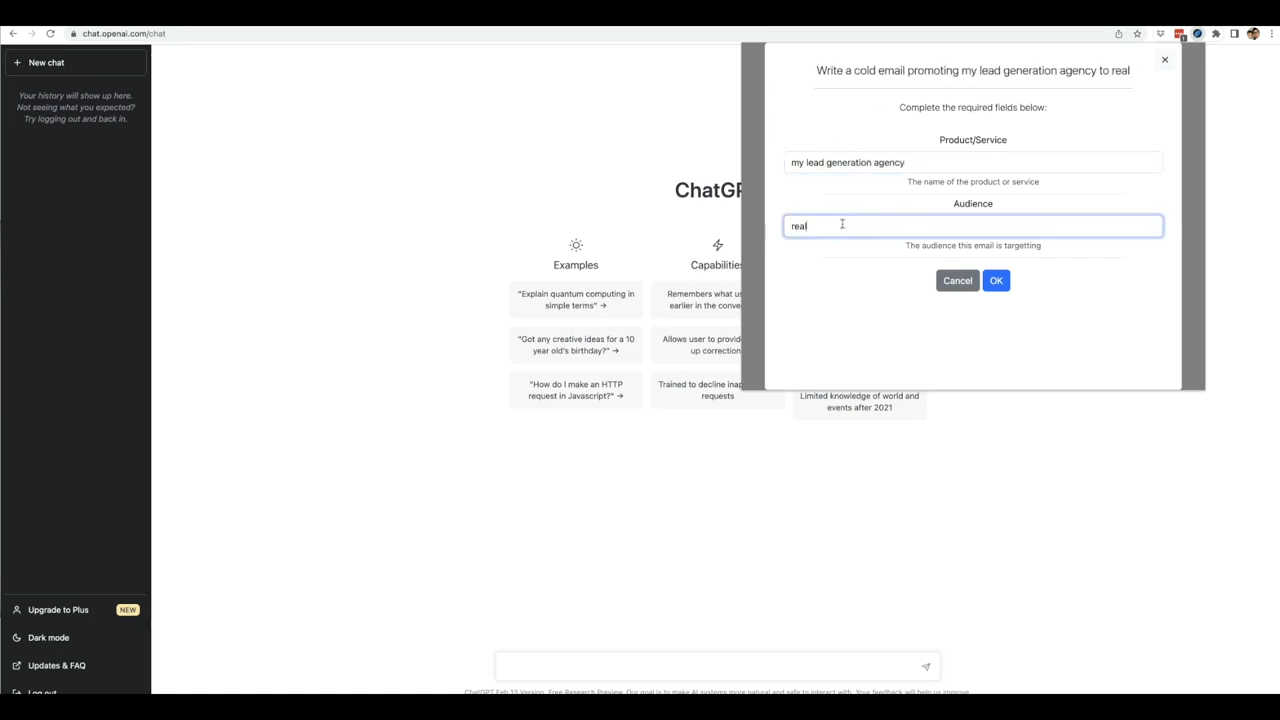 chat.openai.com/chat
+ New chat
Your history will show up here.
Not seeing what you expected?
Try logging out and back in.
Write a cold email promoting my lead generation agency to real
Complete the required fields below:
Product/Service
my lead generation agency
The name of the product or service
Audience
real
The audience this email is targetting
Cancel
OK
ChatGP
Examples
Capabilities
"Explain quantum computing in
simple terms" →
Remembers what us
earlier in the conve
"Got any creative ideas for a 10
year old's birthday?" →
Allows user to provid
up correction
"How do I make an HTTP
request in Javascript?" →
Trained to decline inap
requests
Limited knowledge of world and
events after 2021
Upgrade to Plus
NEW
Dark mode
Updates & FAQ
Log out
ChatGPT Feb 13 Version. Free Research Preview. Our goal is to make AI systems more natural and safe to interact with. Your feedback will help us improve.